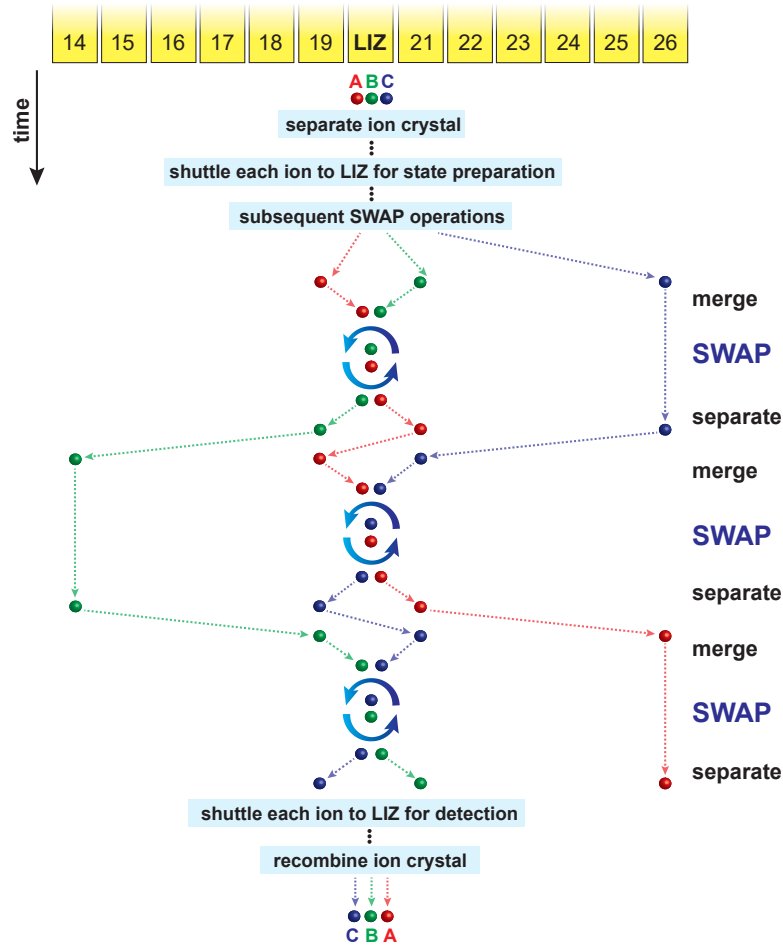 14 15 16 17 18 19 LIZ 21 22 23 24 25 26
time
A B C
separate ion crystal
shuttle each ion to LIZ for state preparation
subsequent SWAP operations
merge
SWAP
separate
merge
SWAP
separate
merge
SWAP
separate
shuttle each ion to LIZ for detection
recombine ion crystal
C B A